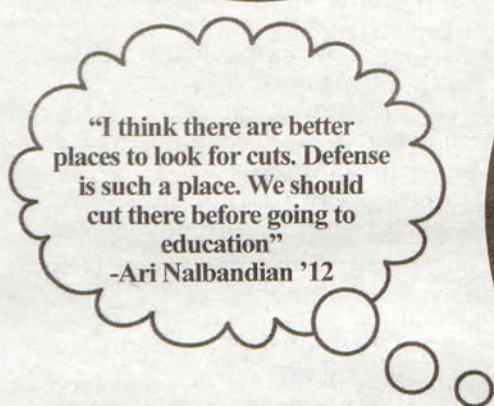 “I think there are better
places to look for cuts. Defense
is such a place. We should
cut there before going to
education”
-Ari Nalbandian ’12